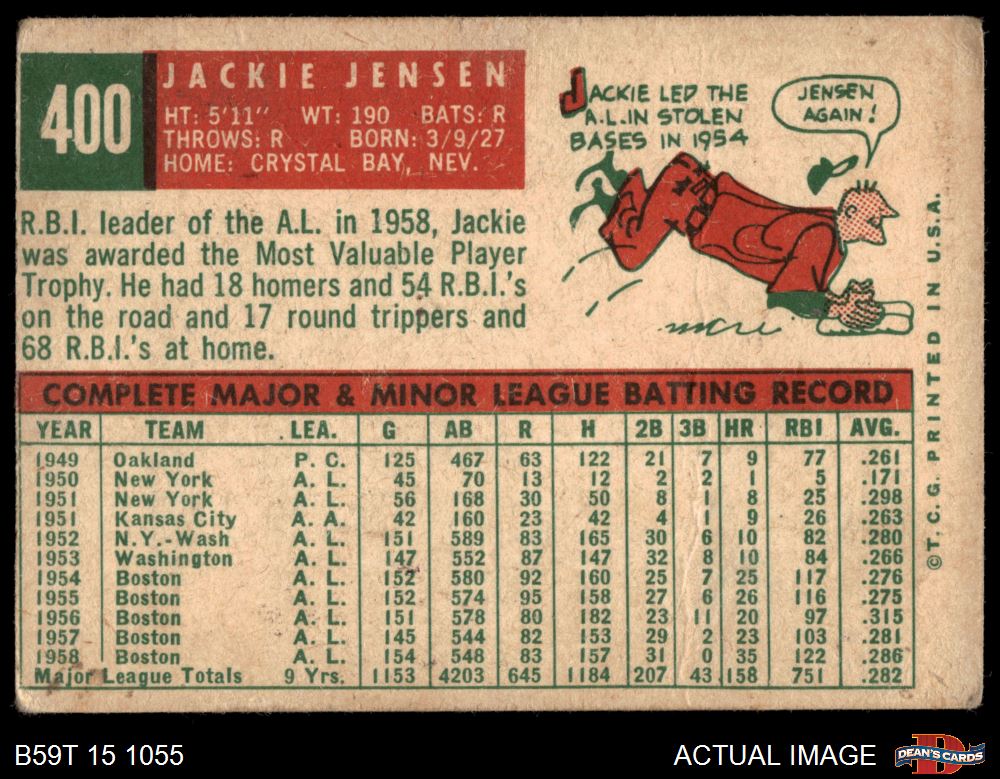 400
JACKIE JENSEN
HT: 5'11" WT: 190 BATS: R
THROWS: R BORN: 3/9/27
HOME: CRYSTAL BAY, NEV.
JACKIE LED THE
A.L. IN STOLEN
BASES IN 1954
JENSEN
AGAIN!
R.B.I. leader of the A.L. in 1958, Jackie
was awarded the Most Valuable Player
Trophy. He had 18 homers and 54 R.B.I.'s
on the road and 17 round trippers and
68 R.B.I.'s at home.
COMPLETE MAJOR & MINOR LEAGUE BATTING RECORD
YEAR TEAM LEA. G AB R H 2B 3B HR RBI AVG.
1949 Oakland P. C. 125 467 63 122 21 7 9 77 .261
1950 New York A. L. 45 70 13 12 2 2 1 5 .171
1951 New York A. L. 56 168 30 50 8 1 8 25 .298
1951 Kansas City A. A. 42 160 23 42 4 1 9 26 .263
1952 N.Y.-Wash A. L. 151 589 83 165 30 6 10 82 .280
1953 Washington A. L. 147 552 87 147 32 8 10 84 .266
1954 Boston A. L. 152 580 92 160 25 7 25 117 .276
1955 Boston A. L. 152 574 95 158 27 6 26 116 .275
1956 Boston A. L. 151 578 80 182 23 11 20 97 .315
1957 Boston A. L. 145 544 82 153 29 2 23 103 .281
1958 Boston A. L. 154 548 83 157 31 0 35 122 .286
Major League Totals 9 Yrs. 1153 4203 645 1184 207 43 158 751 .282
©T. C. G. PRINTED IN U.S.A.
B59T 15 1055
ACTUAL IMAGE
DEAN'S CARDS